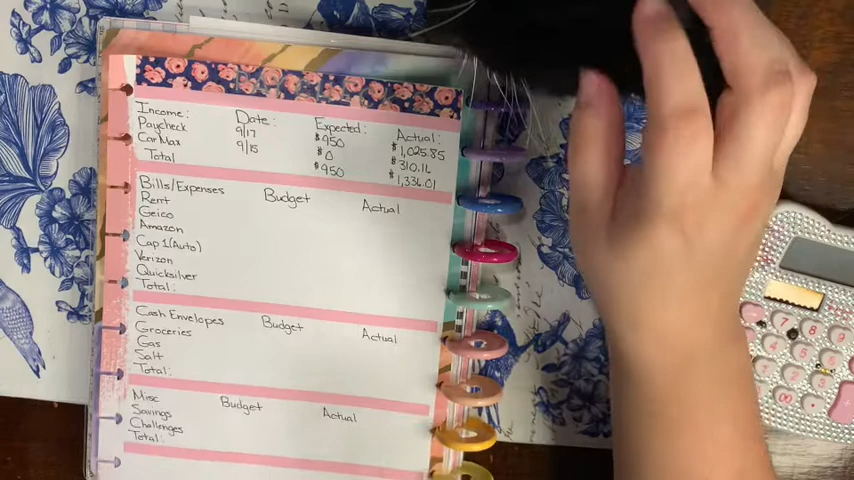 Income: Date: Expected: Actual:
Paycheck 9/17 $950 $1,025.85
CarMax 9/15 $0 $310.16
Total $950 $1,336.01
Bills/Expenses Budget Actual
Rent
Geico
Amazon
Cap 1(Auto)
Verizon
Quicksilver
Total:
Cash Envelopes Budget Actual
Groceries
Gas
Salt
Total:
Misc Budget Actual
Savings
Challenges
Total: